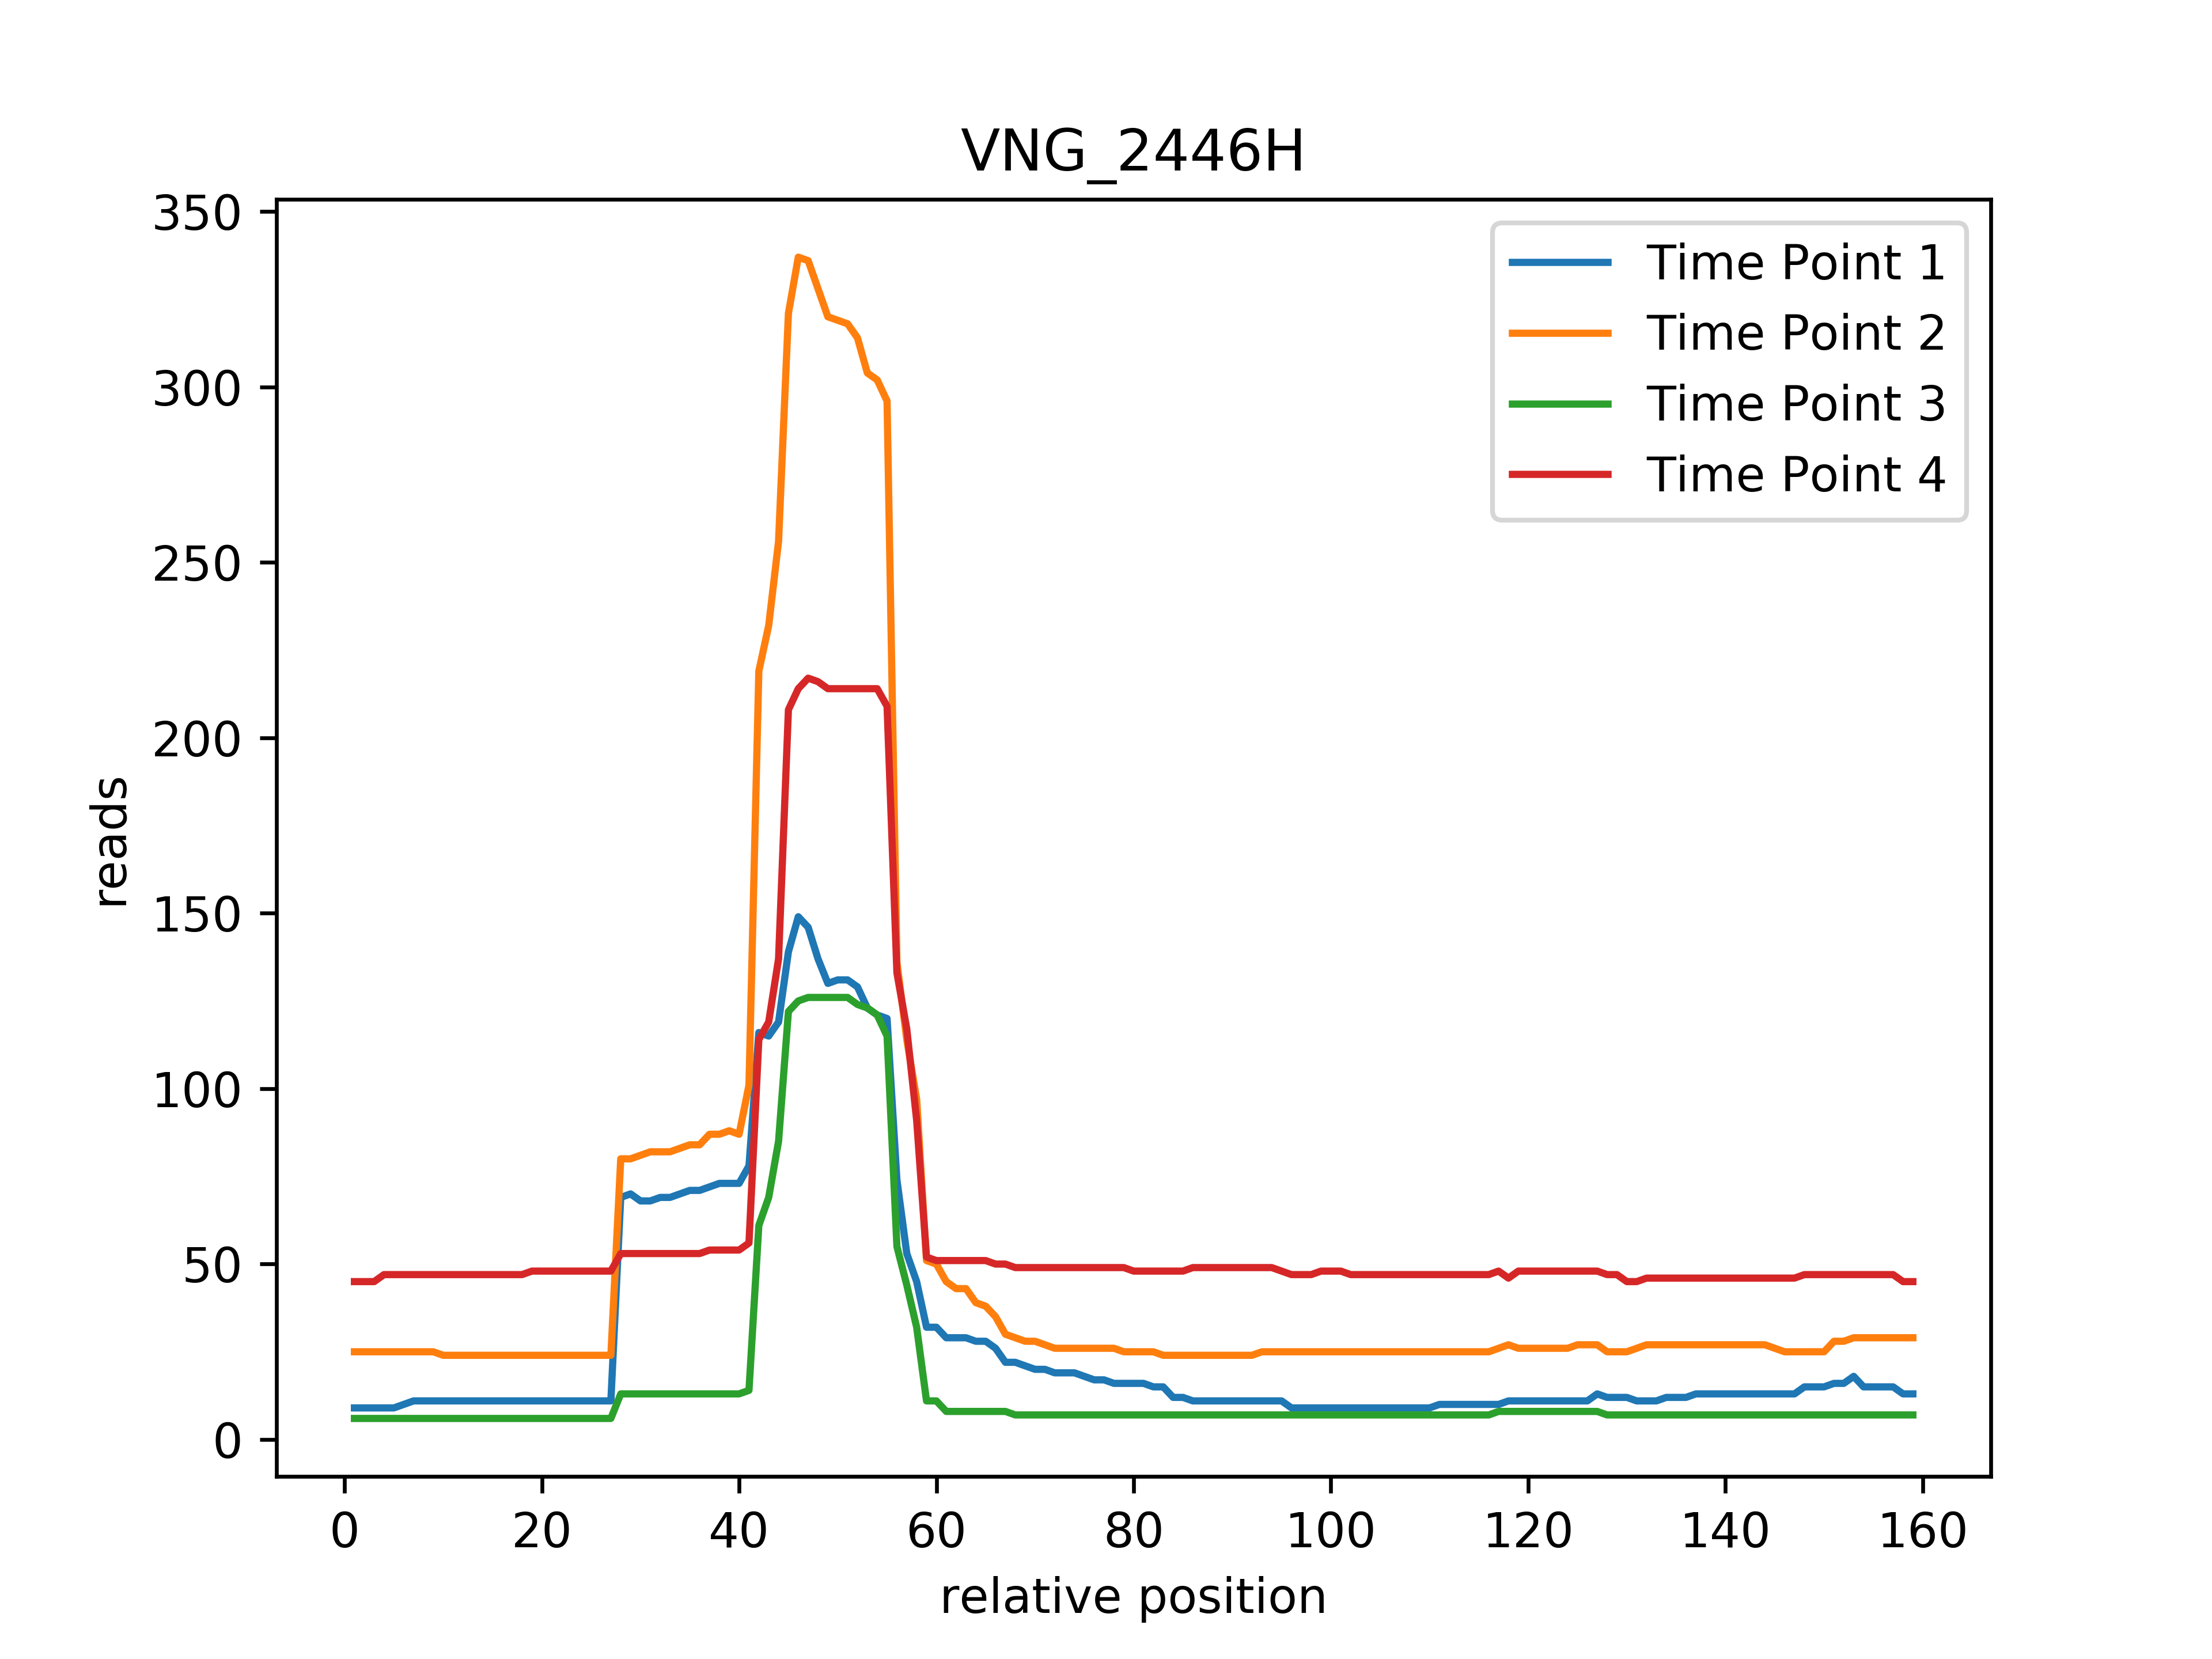 VNG_2446H
350
300
250
200
150
100
50
0
reads
0 20 40 60 80 100 120 140 160
relative position
Time Point 1
Time Point 2
Time Point 3
Time Point 4